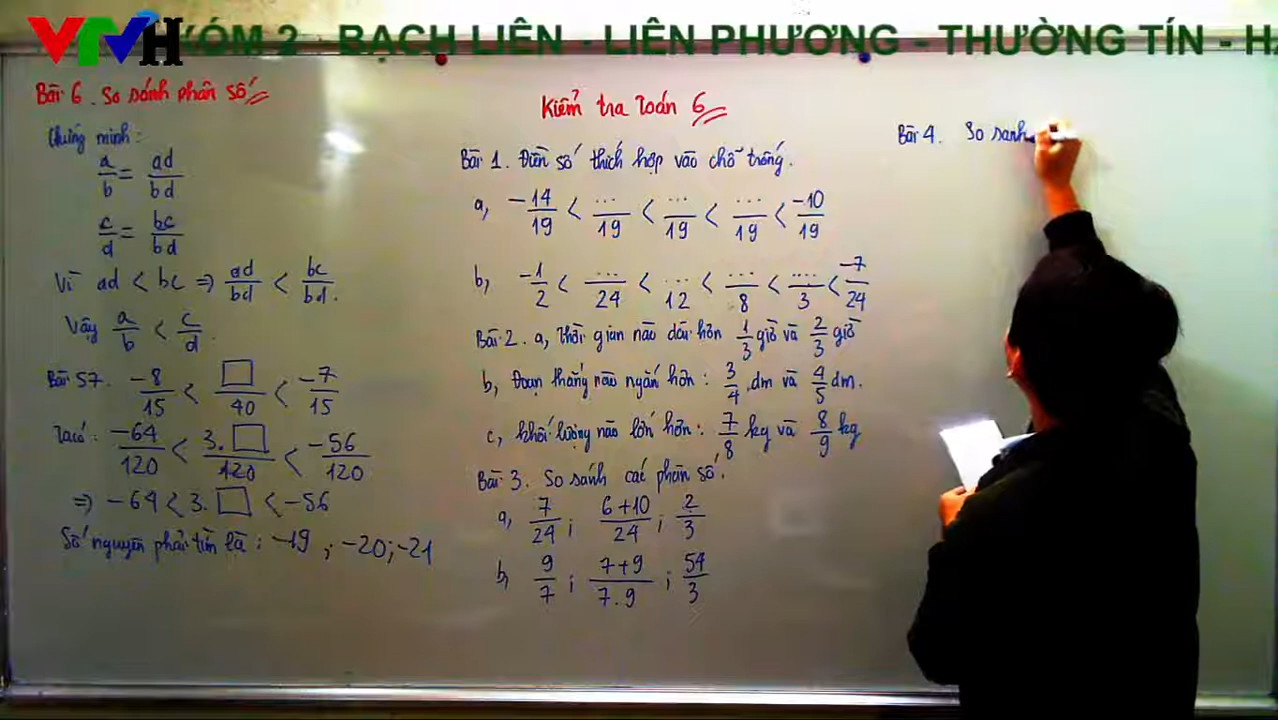 VTVH
XÓM 2 - BẠCH LIÊN - LIÊN PHƯƠNG - THƯỜNG TÍN - H
Bài 6. So sánh phân số
Chứng minh:
a/b = ad/bd
c/d = bc/bd
Vì ad < bc => ad/bd < bc/bd.
Vậy a/b < c/d.
Bài 57. -8/15 < □/40 < -7/15
Ta có: -64/120 < 3.□/120 < -56/120
=> -64 < 3.□ < -56
Số nguyên phải tìm là: -19; -20; -21
Kiểm tra Toán 6
Bài 1. Điền số thích hợp vào chỗ trống.
a, -14/19 < .../19 < .../19 < .../19 < -10/19
b, -1/2 < .../24 < .../12 < .../8 < ..../3 < -7/24
Bài 2. a, Thời gian nào dài hơn 1/3 giờ và 2/3 giờ
b, Đoạn thẳng nào ngắn hơn: 3/4 dm và 4/5 dm.
c, khối lượng nào lớn hơn: 7/8 kg và 8/9 kg
Bài 3. So sánh các phân số.
a, 7/24; 6+10/24; 2/3
b, 9/7; 7+9/7.9; 54/3
Bài 4. So sanh